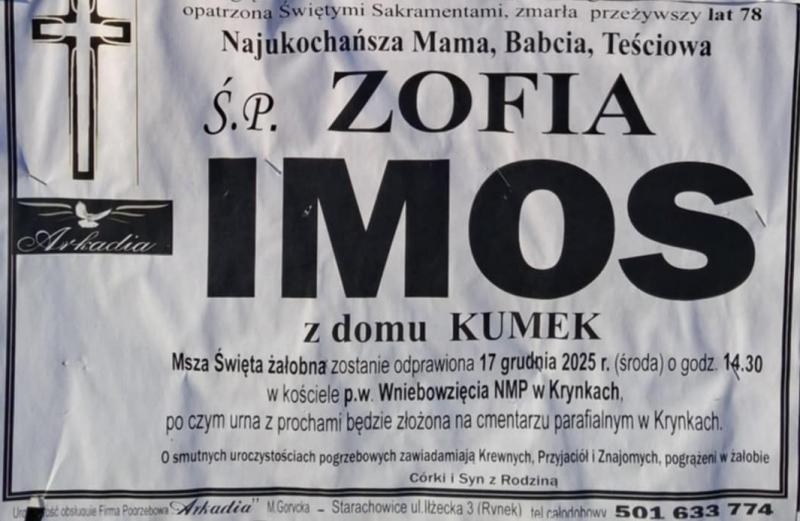 opatrzona Świętymi Sakramentami, zmarła przeżywszy lat 78
Najukochańsza Mama, Babcia, Teściowa
Ś.P. ZOFIA
IMOS
Arkadia
z domu KUMEK
Msza Święta żałobna zostanie odprawiona 17 grudnia 2025 r. (środa) o godz. 14.30
w kościele p.w. Wniebowzięcia NMP w Krynkach,
po czym urna z prochami będzie złożona na cmentarzu parafialnym w Krynkach.
O smutnych uroczystościach pogrzebowych zawiadamiają Krewnych, Przyjaciół i Znajomych, pogrążeni w żałobie
Córki i Syn z Rodziną
obsługuje Firma Pogrzebowa "Arkadia" M.Gorycka – Starachowice ul.Iłżecka 3 (Rynek) tel.całodobowy 501 633 774